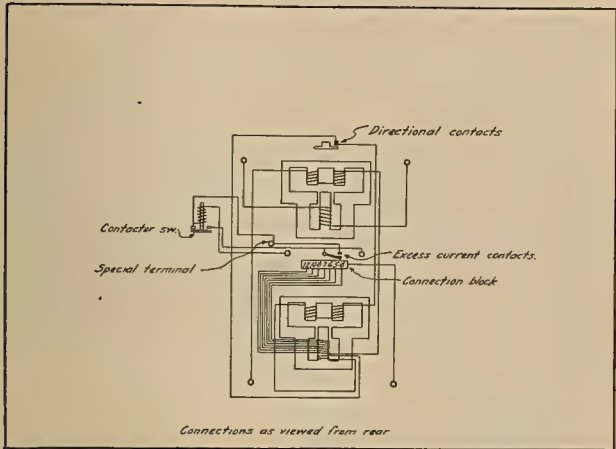 Directional contacts
Contactor sw.
Special terminal
Excess current contacts.
Connection block
Connections as viewed from rear